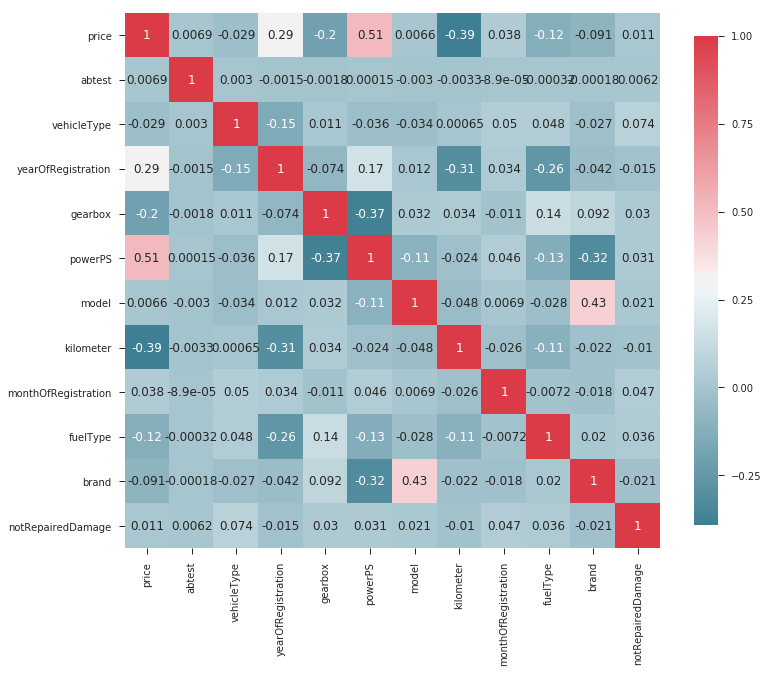 price 1 0.0069 -0.029 0.29 -0.2 0.51 0.0066 -0.39 0.038 -0.12 -0.091 0.011
abtest 0.0069 1 0.003 -0.0015 -0.0018 0.00015 -0.003 -0.0033 -8.9e-05 -0.00032 -0.00018 0.0062
vehicleType -0.029 0.003 1 -0.15 0.011 -0.036 -0.034 0.00065 0.05 0.048 -0.027 0.074
yearOfRegistration 0.29 -0.0015 -0.15 1 -0.074 0.17 0.012 -0.31 0.034 -0.26 -0.042 -0.015
gearbox -0.2 -0.0018 0.011 -0.074 1 -0.37 0.032 0.034 -0.011 0.14 0.092 0.03
powerPS 0.51 0.00015 -0.036 0.17 -0.37 1 -0.11 -0.024 0.046 -0.13 -0.32 0.031
model 0.0066 -0.003 -0.034 0.012 0.032 -0.11 1 -0.048 0.0069 -0.028 0.43 0.021
kilometer -0.39 -0.0033 0.00065 -0.31 0.034 -0.024 -0.048 1 -0.026 -0.11 -0.022 -0.01
monthOfRegistration 0.038 -8.9e-05 0.05 0.034 -0.011 0.046 0.0069 -0.026 1 -0.0072 -0.018 0.047
fuelType -0.12 -0.00032 0.048 -0.26 0.14 -0.13 -0.028 -0.11 -0.0072 1 0.02 0.036
brand -0.091 -0.00018 -0.027 -0.042 0.092 -0.32 0.43 -0.022 -0.018 0.02 1 -0.021
notRepairedDamage 0.011 0.0062 0.074 -0.015 0.03 0.031 0.021 -0.01 0.047 0.036 -0.021 1
price abtest vehicleType yearOfRegistration gearbox powerPS model kilometer monthOfRegistration fuelType brand notRepairedDamage
1.00
0.75
0.50
0.25
0.00
−0.25